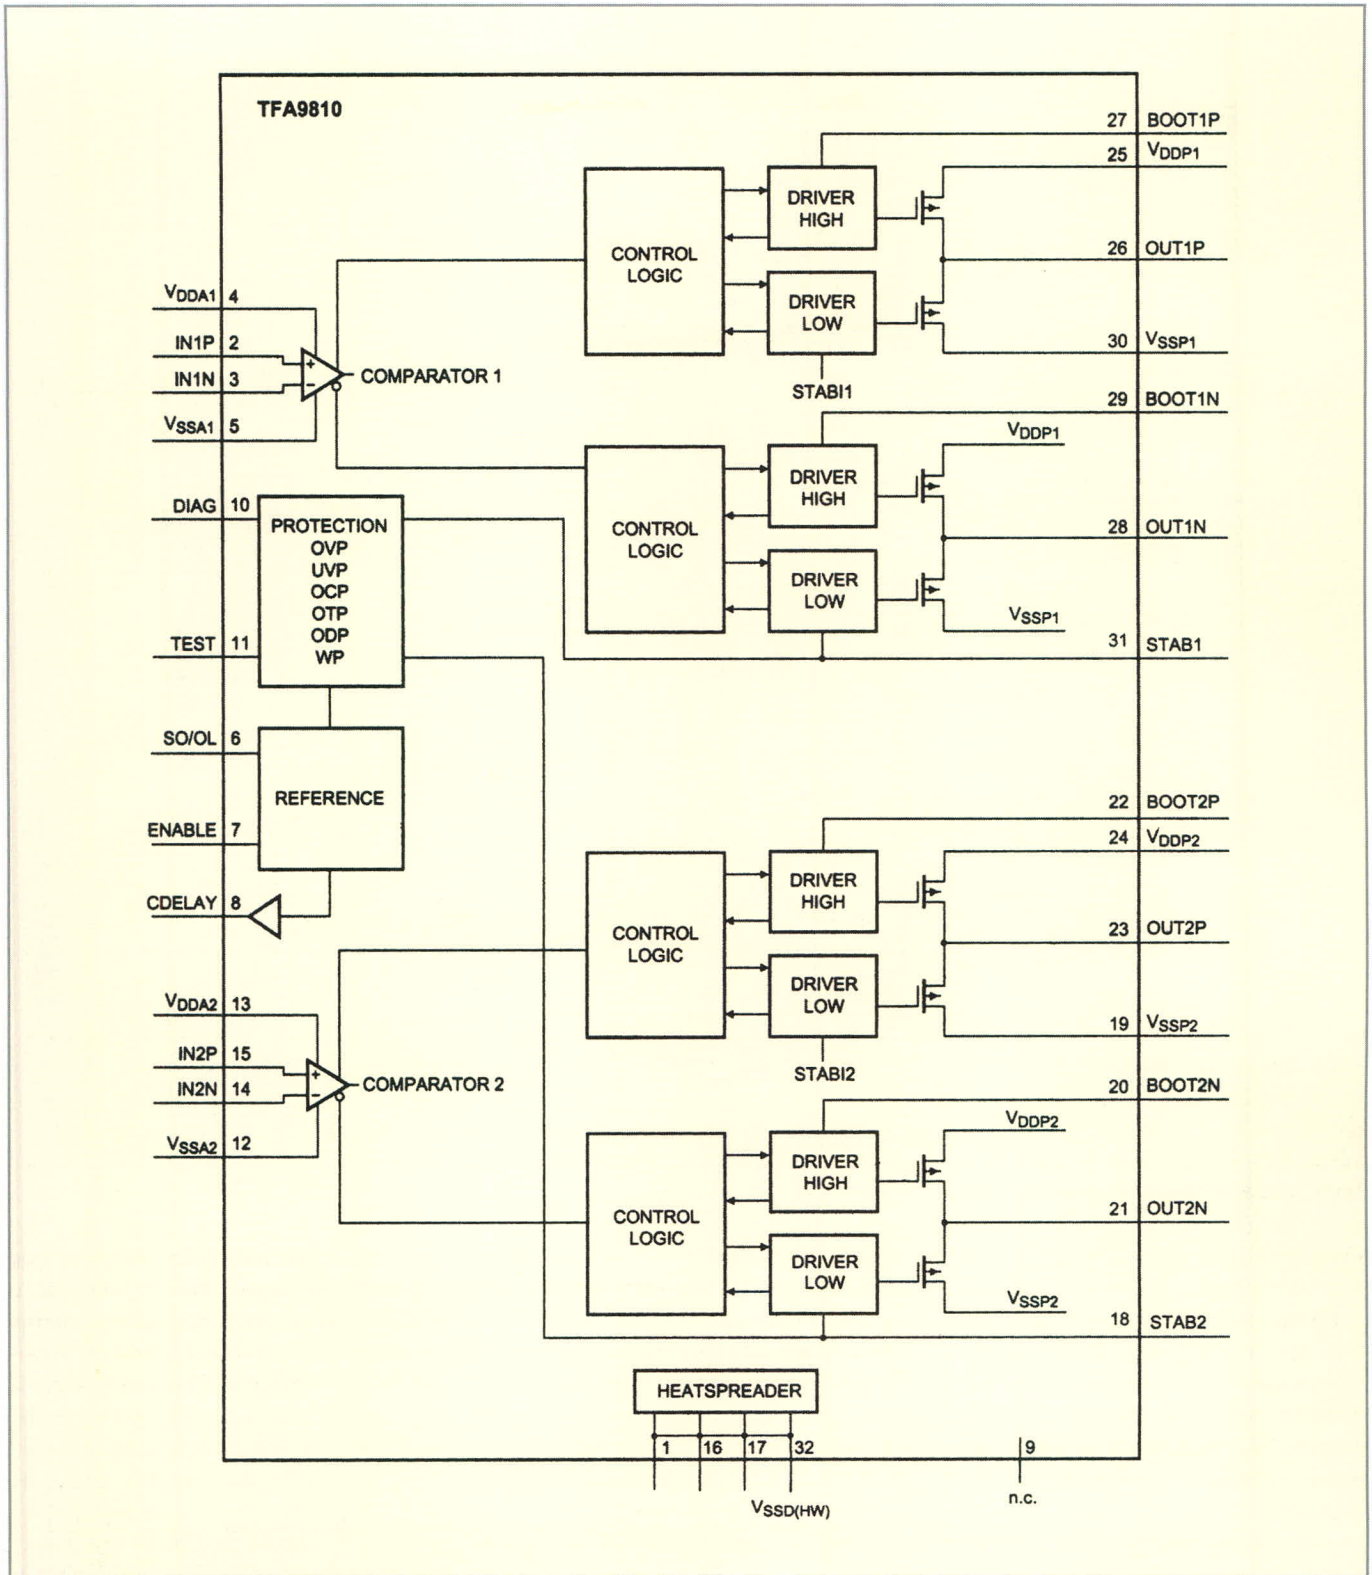 TFA9810
27 BOOT1P
25 VDDP1
DRIVER HIGH
CONTROL LOGIC
26 OUT1P
VDDA1 4
DRIVER LOW
IN1P 2
30 VSSP1
+
COMPARATOR 1
IN1N 3
−
STABI1
29 BOOT1N
VSSA1 5
VDDP1
DRIVER HIGH
DIAG 10
PROTECTION
OVP
UVP
OCP
OTP
ODP
WP
CONTROL LOGIC
28 OUT1N
DRIVER LOW
VSSP1
TEST 11
31 STAB1
SO/OL 6
REFERENCE
22 BOOT2P
ENABLE 7
24 VDDP2
DRIVER HIGH
CDELAY 8
CONTROL LOGIC
23 OUT2P
DRIVER LOW
VDDA2 13
19 VSSP2
IN2P 15
+
COMPARATOR 2
IN2N 14
−
STABI2
20 BOOT2N
VSSA2 12
VDDP2
DRIVER HIGH
CONTROL LOGIC
21 OUT2N
DRIVER LOW
VSSP2
18 STAB2
HEATSPREADER
1 16 17 32
9
VSSD(HW)
n.c.